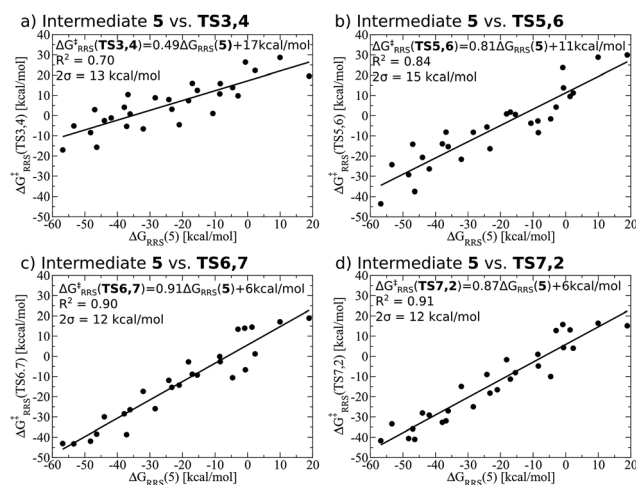 a) Intermediate 5 vs. TS3,4
ΔG‡RRS(TS3,4)=0.49ΔGRRS(5)+17kcal/mol
R² = 0.70
2σ = 13 kcal/mol
40
30
20
10
0
-10
-20
-30
-40
-50
ΔG‡RRS(TS3,4) [kcal/mol]
-60 -50 -40 -30 -20 -10 0 10 20
ΔGRRS(5) [kcal/mol]
b) Intermediate 5 vs. TS5,6
ΔG‡RRS(TS5,6)=0.81ΔGRRS(5)+11kcal/mol
R² = 0.84
2σ = 15 kcal/mol
40
30
20
10
0
-10
-20
-30
-40
-50
ΔG‡RRS(TS5,6) [kcal/mol]
-60 -50 -40 -30 -20 -10 0 10 20
ΔGRRS(5) [kcal/mol]
c) Intermediate 5 vs. TS6,7
ΔG‡RRS(TS6,7)=0.91ΔGRRS(5)+6kcal/mol
R² = 0.90
2σ = 12 kcal/mol
40
30
20
10
0
-10
-20
-30
-40
-50
ΔG‡RRS(TS6.7) [kccal/mol]
-60 -50 -40 -30 -20 -10 0 10 20
ΔGRRS(5) [kcal/mol]
d) Intermediate 5 vs. TS7,2
ΔG‡RRS(TS7,2)=0.87ΔGRRS(5)+6kcal/mol
R² = 0.91
2σ = 12 kcal/mol
40
30
20
10
0
-10
-20
-30
-40
-50
ΔG‡RRS(TS7,2) [kcal/mol]
-60 -50 -40 -30 -20 -10 0 10 20
ΔGRRS(5) [kcal/mol]